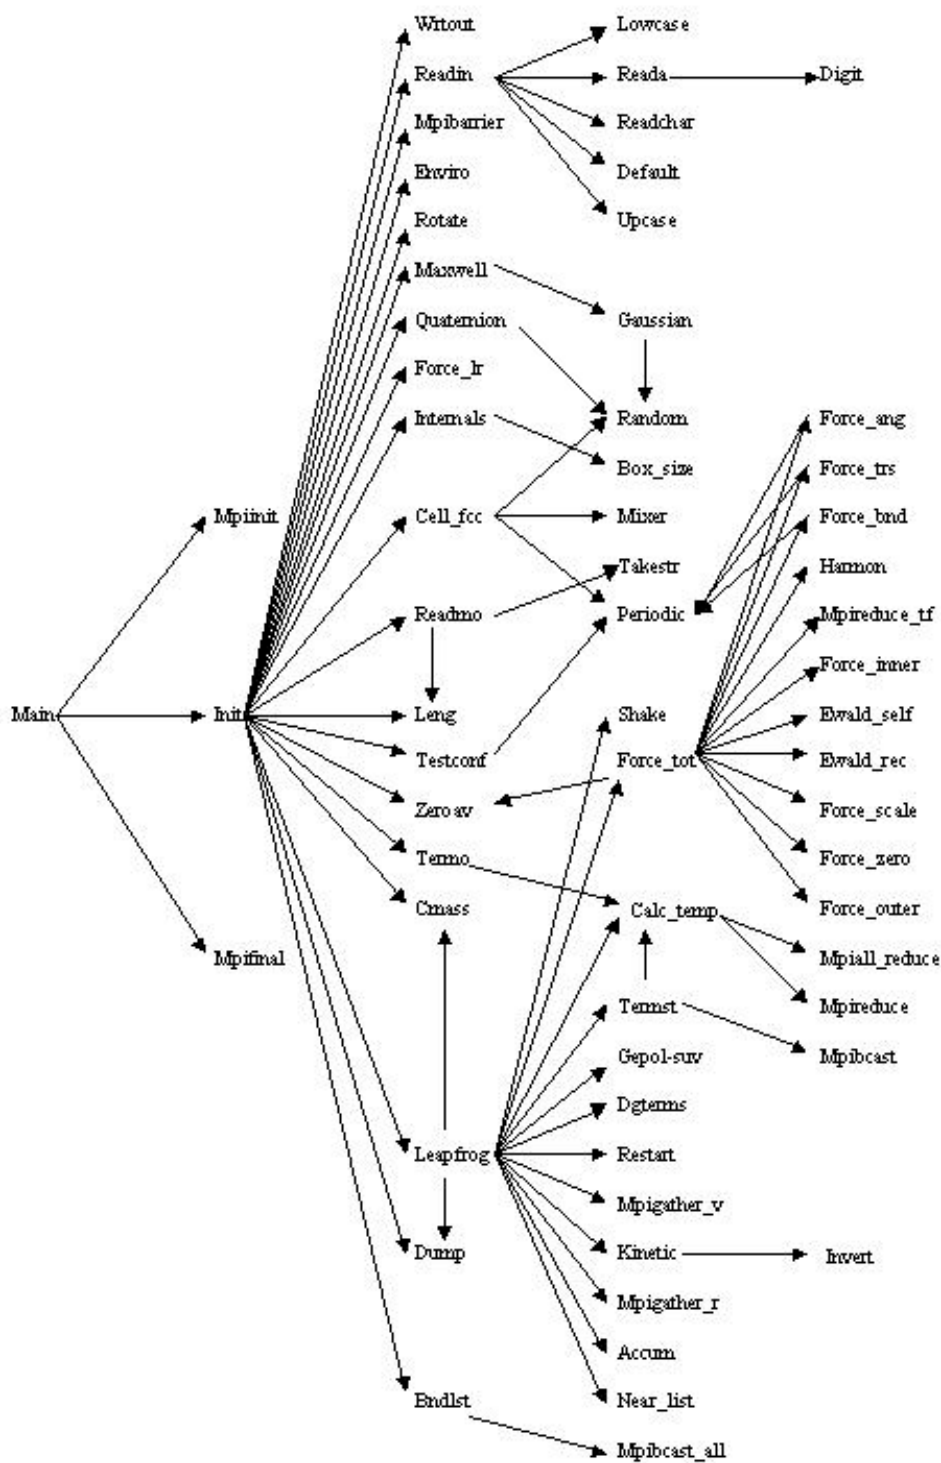 Wrtout
Lowcase
Readin
Reada
Digit
Mpibarrier
Readchar
Enviro
Default
Rotate
Upcase
Maxwell
Quaternion
Gaussian
Force_lr
Internals
Random
Force_ang
Box_size
Force_trs
Mpiinit
Cell_fcc
Mixer
Force_bnd
Takestr
Harmon
Readmo
Periodic
Mpireduce_tf
Force_inner
Main
Init
Leng
Shake
Ewald_self
Testconf
Force_tot
Ewald_rec
Zeroav
Force_scale
Termo
Force_zero
Cmass
Calc_temp
Force_outer
Mpifinal
Mpiall_reduce
Termst
Mpireduce
Gepol-suv
Mpibcast
Dgterms
Leapfrog
Restart
Mpigather_v
Dump
Kinetic
Invert
Mpigather_r
Accum
Bndlst
Near_list
Mpibcast_all